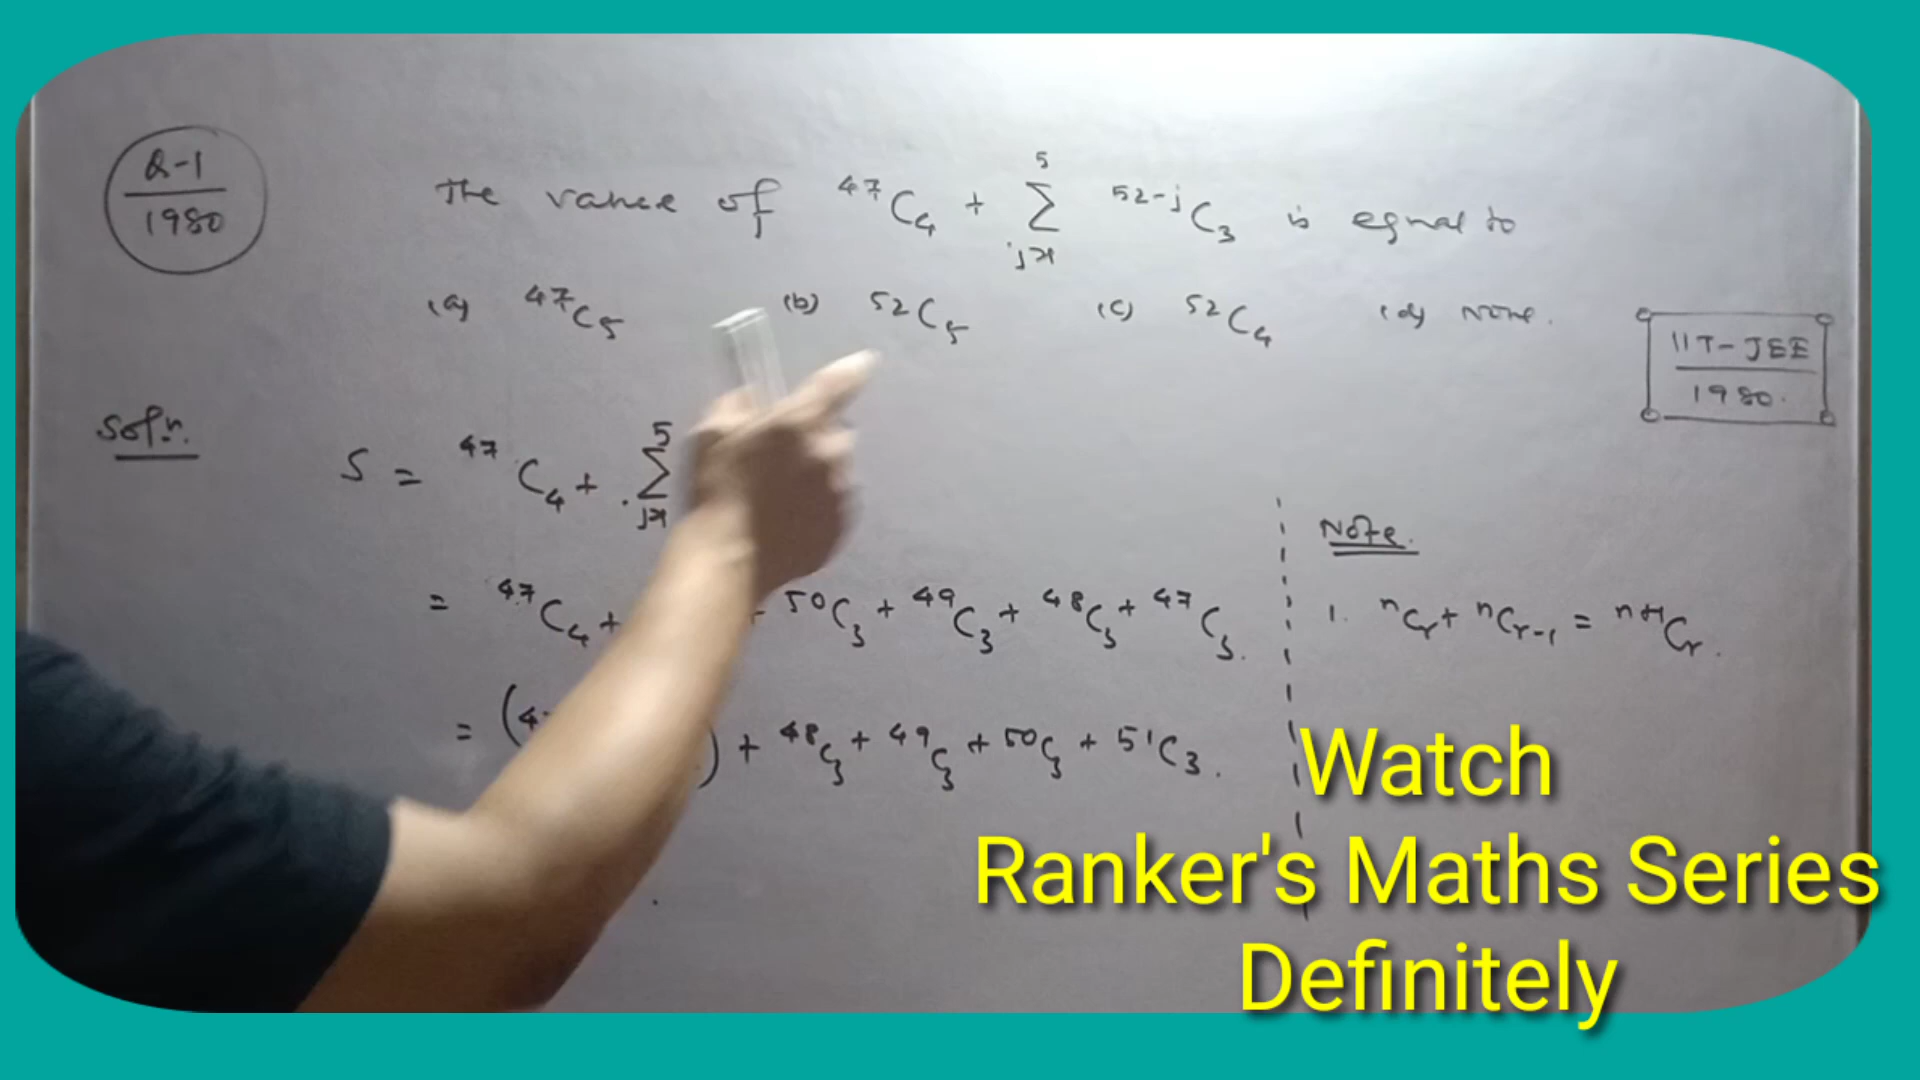 Q-1
1980
The value of ⁴⁷C₄ + ∑ ⁵²⁻ʲC₃ is equal to
5
j=1
(a) ⁴⁷C₅ (b) ⁵²C₅ (c) ⁵²C₄ (d) None.
IIT-JEE
1980.
Solⁿ.
S = ⁴⁷C₄ + ∑
5
j=1
Note.
= ⁴⁷C₄ + + ⁵⁰C₃ + ⁴⁹C₃ + ⁴⁸C₃ + ⁴⁷C₃.
1. ⁿCᵣ + ⁿCᵣ₋₁ = ⁿ⁺¹Cᵣ.
= ( ) + ⁴⁸C₃ + ⁴⁹C₃ + ⁵⁰C₃ + ⁵¹C₃.
Watch
Ranker's Maths Series
Definitely